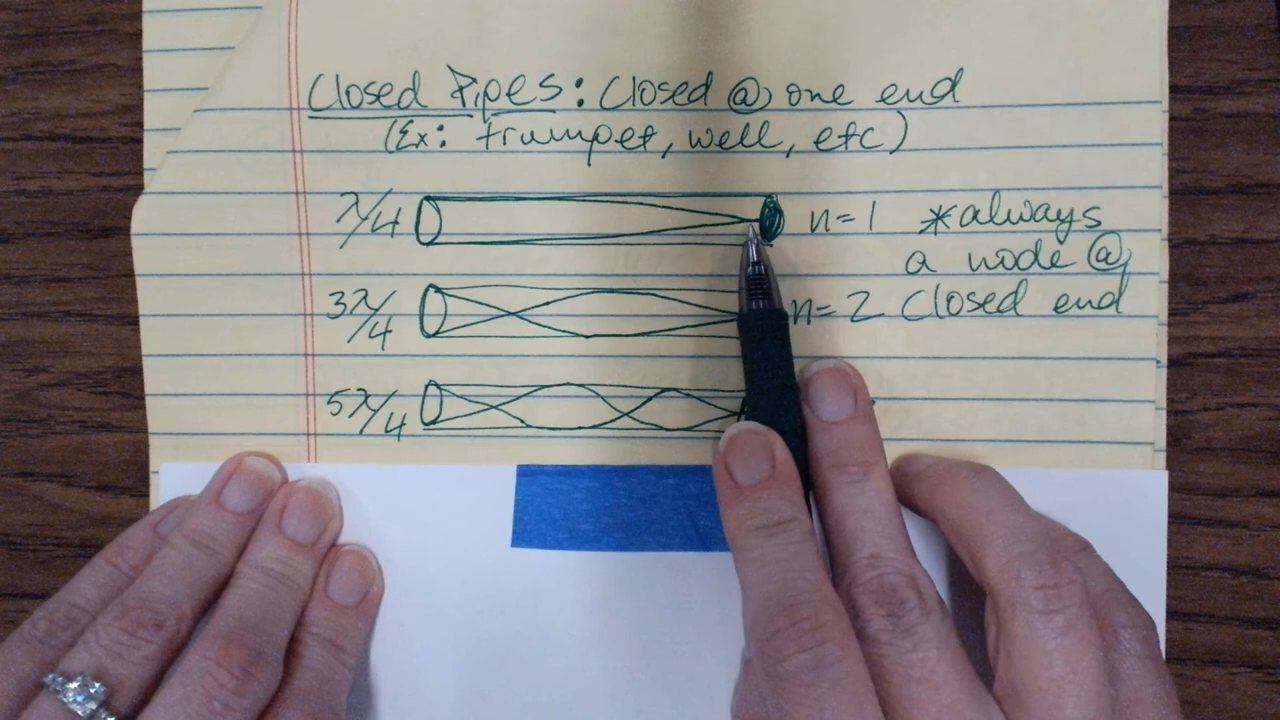 Closed Pipes: Closed @ one end
(Ex: trumpet, well, etc)
λ/4 n=1 *always
a node @
3λ/4 n=2 Closed end
5λ/4